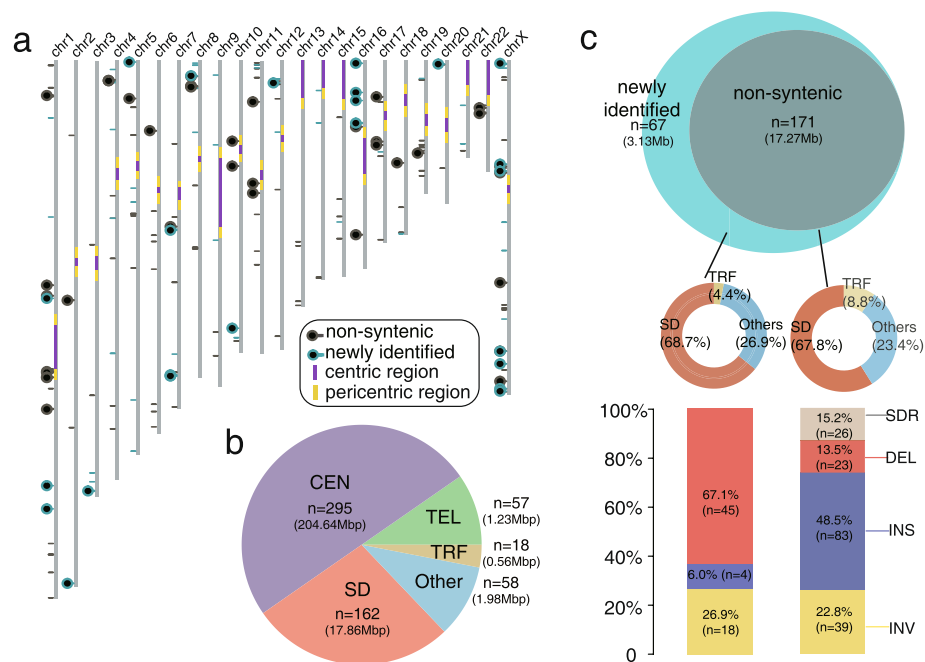 a
chr1
chr2
chr3
chr4
chr5
chr6
chr7
chr8
chr9
chr10
chr11
chr12
chr13
chr14
chr15
chr16
chr17
chr18
chr19
chr20
chr21
chr22
chrX
non-syntenic
newly identified
centric region
pericentric region
b
CEN
n=295
(204.64Mbp)
TEL
n=57
(1.23Mbp)
TRF
n=18
(0.56Mbp)
Other
n=58
(1.98Mbp)
SD
n=162
(17.86Mbp)
c
newly
identified
n=67
(3.13Mb)
non-syntenic
n=171
(17.27Mb)
TRF
(4.4%)
SD
(68.7%)
Others
(26.9%)
TRF
(8.8%)
SD
(67.8%)
Others
(23.4%)
100%
80%
60%
40%
20%
0
67.1%
(n=45)
6.0% (n=4)
26.9%
(n=18)
15.2%
(n=26)
13.5%
(n=23)
48.5%
(n=83)
22.8%
(n=39)
SDR
DEL
INS
INV